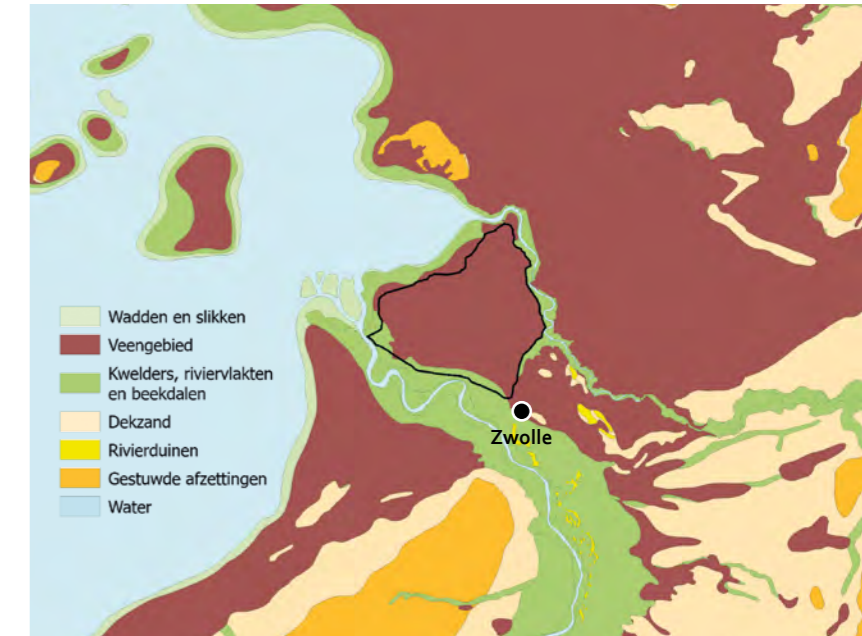 Wadden en slikken
Veengebied
Kwelders, riviervlakten
en beekdalen
Dekzand
Rivierduinen
Gestuwde afzettingen
Water
Zwolle